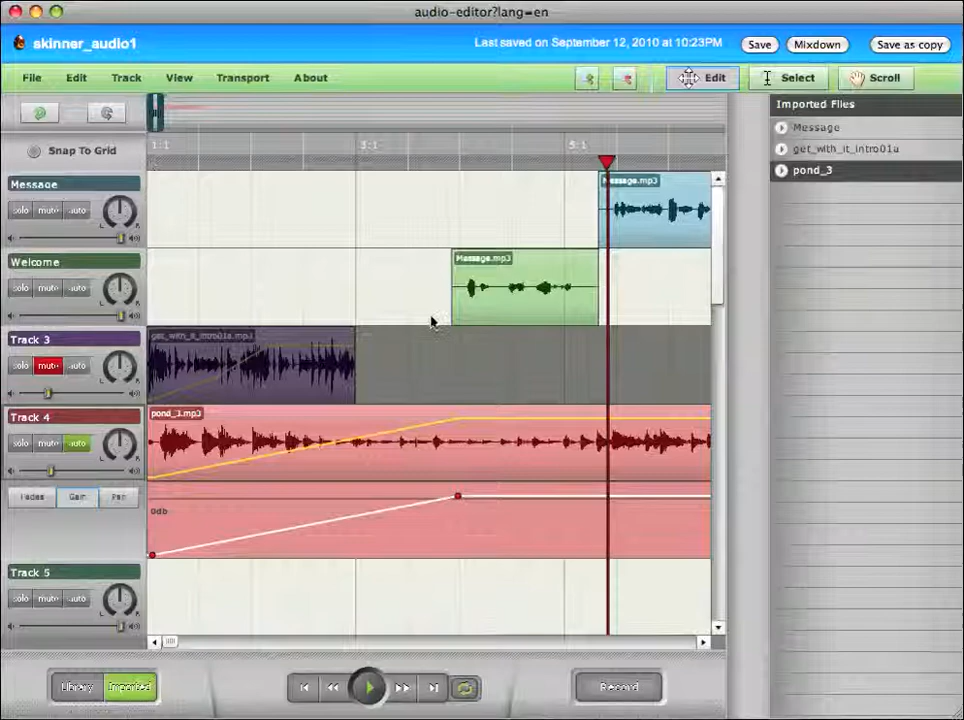 audio-editor?lang=en
skinner_audio1
Last saved on September 12, 2010 at 10:23PM
Save
Mixdown
Save as copy
File Edit Track View Transport About
Edit
Select
Scroll
Imported Files
Message
get_with_it_intro01a
pond_3
Snap To Grid
1:1
3:1
5:1
Message
solo mute auto
L R
Message.mp3
Welcome
solo mute auto
L R
Message.mp3
Track 3
solo mute auto
L R
get_with_it_intro01a.mp3
Track 4
solo mute auto
L R
pond_3.mp3
Fades Gain Pan
0db
Track 5
solo mute auto
L R
Library Imported
Record